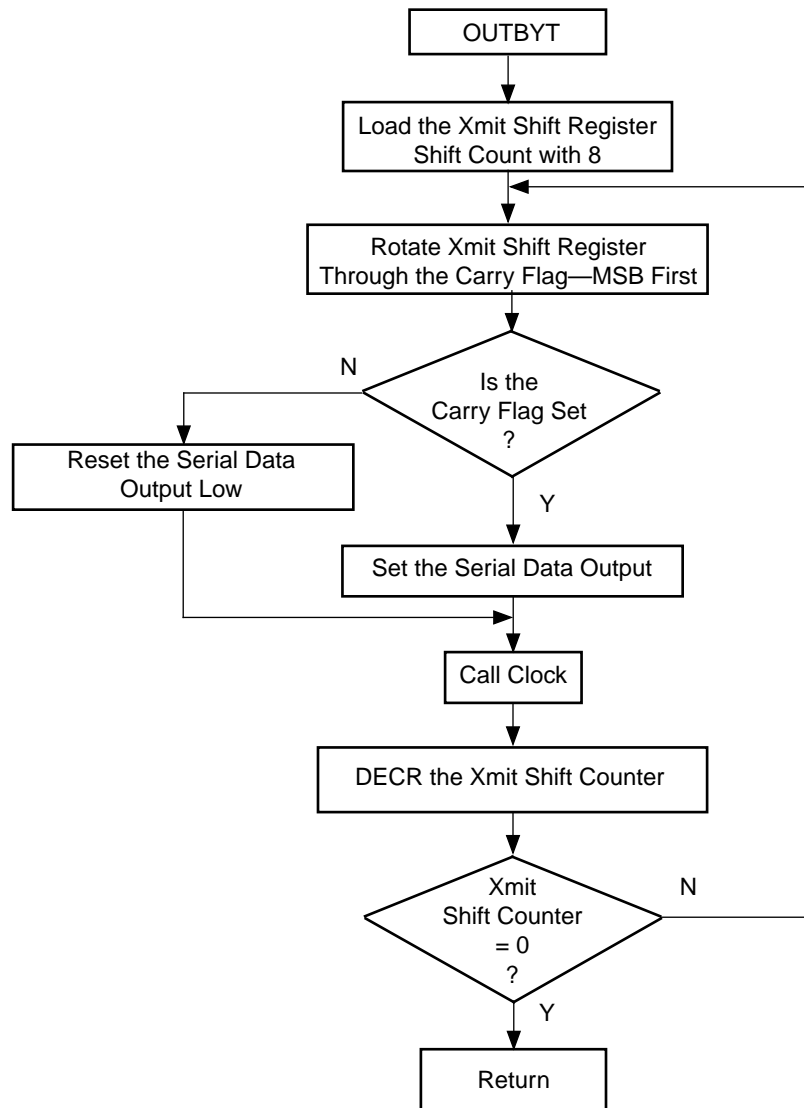 OUTBYT
Load the Xmit Shift Register
Shift Count with 8
Rotate Xmit Shift Register
Through the Carry Flag—MSB First
N
Is the
Carry Flag Set
?
Reset the Serial Data
Output Low
Y
Set the Serial Data Output
Call Clock
DECR the Xmit Shift Counter
Xmit
Shift Counter
= 0
?
N
Y
Return